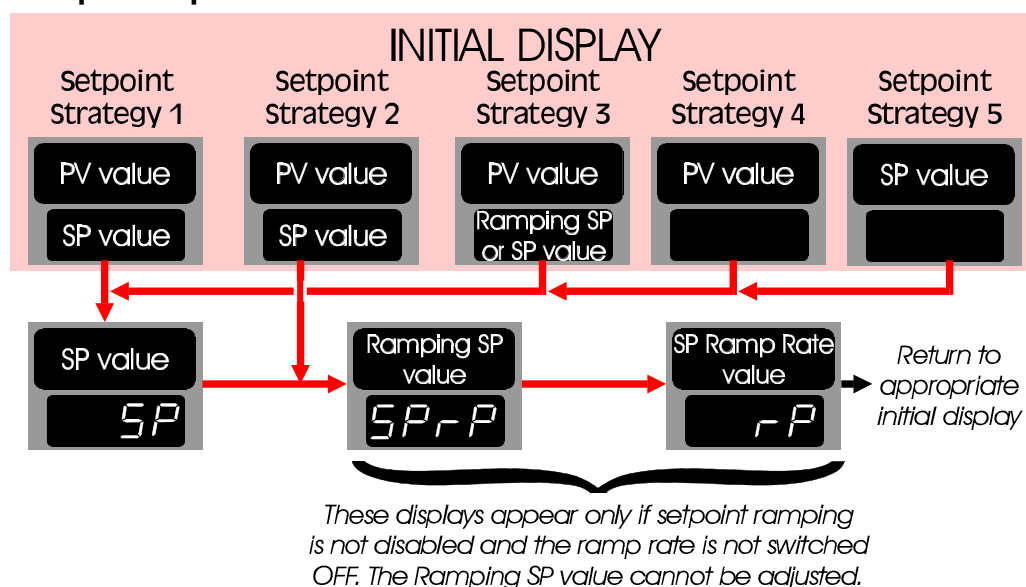 INITIAL DISPLAY
Setpoint
Strategy 1
Setpoint
Strategy 2
Setpoint
Strategy 3
Setpoint
Strategy 4
Setpoint
Strategy 5
PV value
SP value
PV value
SP value
PV value
Ramping SP
or SP value
PV value
SP value
SP value
SP
Ramping SP
value
SPrP
SP Ramp Rate
value
rP
Return to
appropriate
initial display
These displays appear only if setpoint ramping
is not disabled and the ramp rate is not switched
OFF. The Ramping SP value cannot be adjusted.